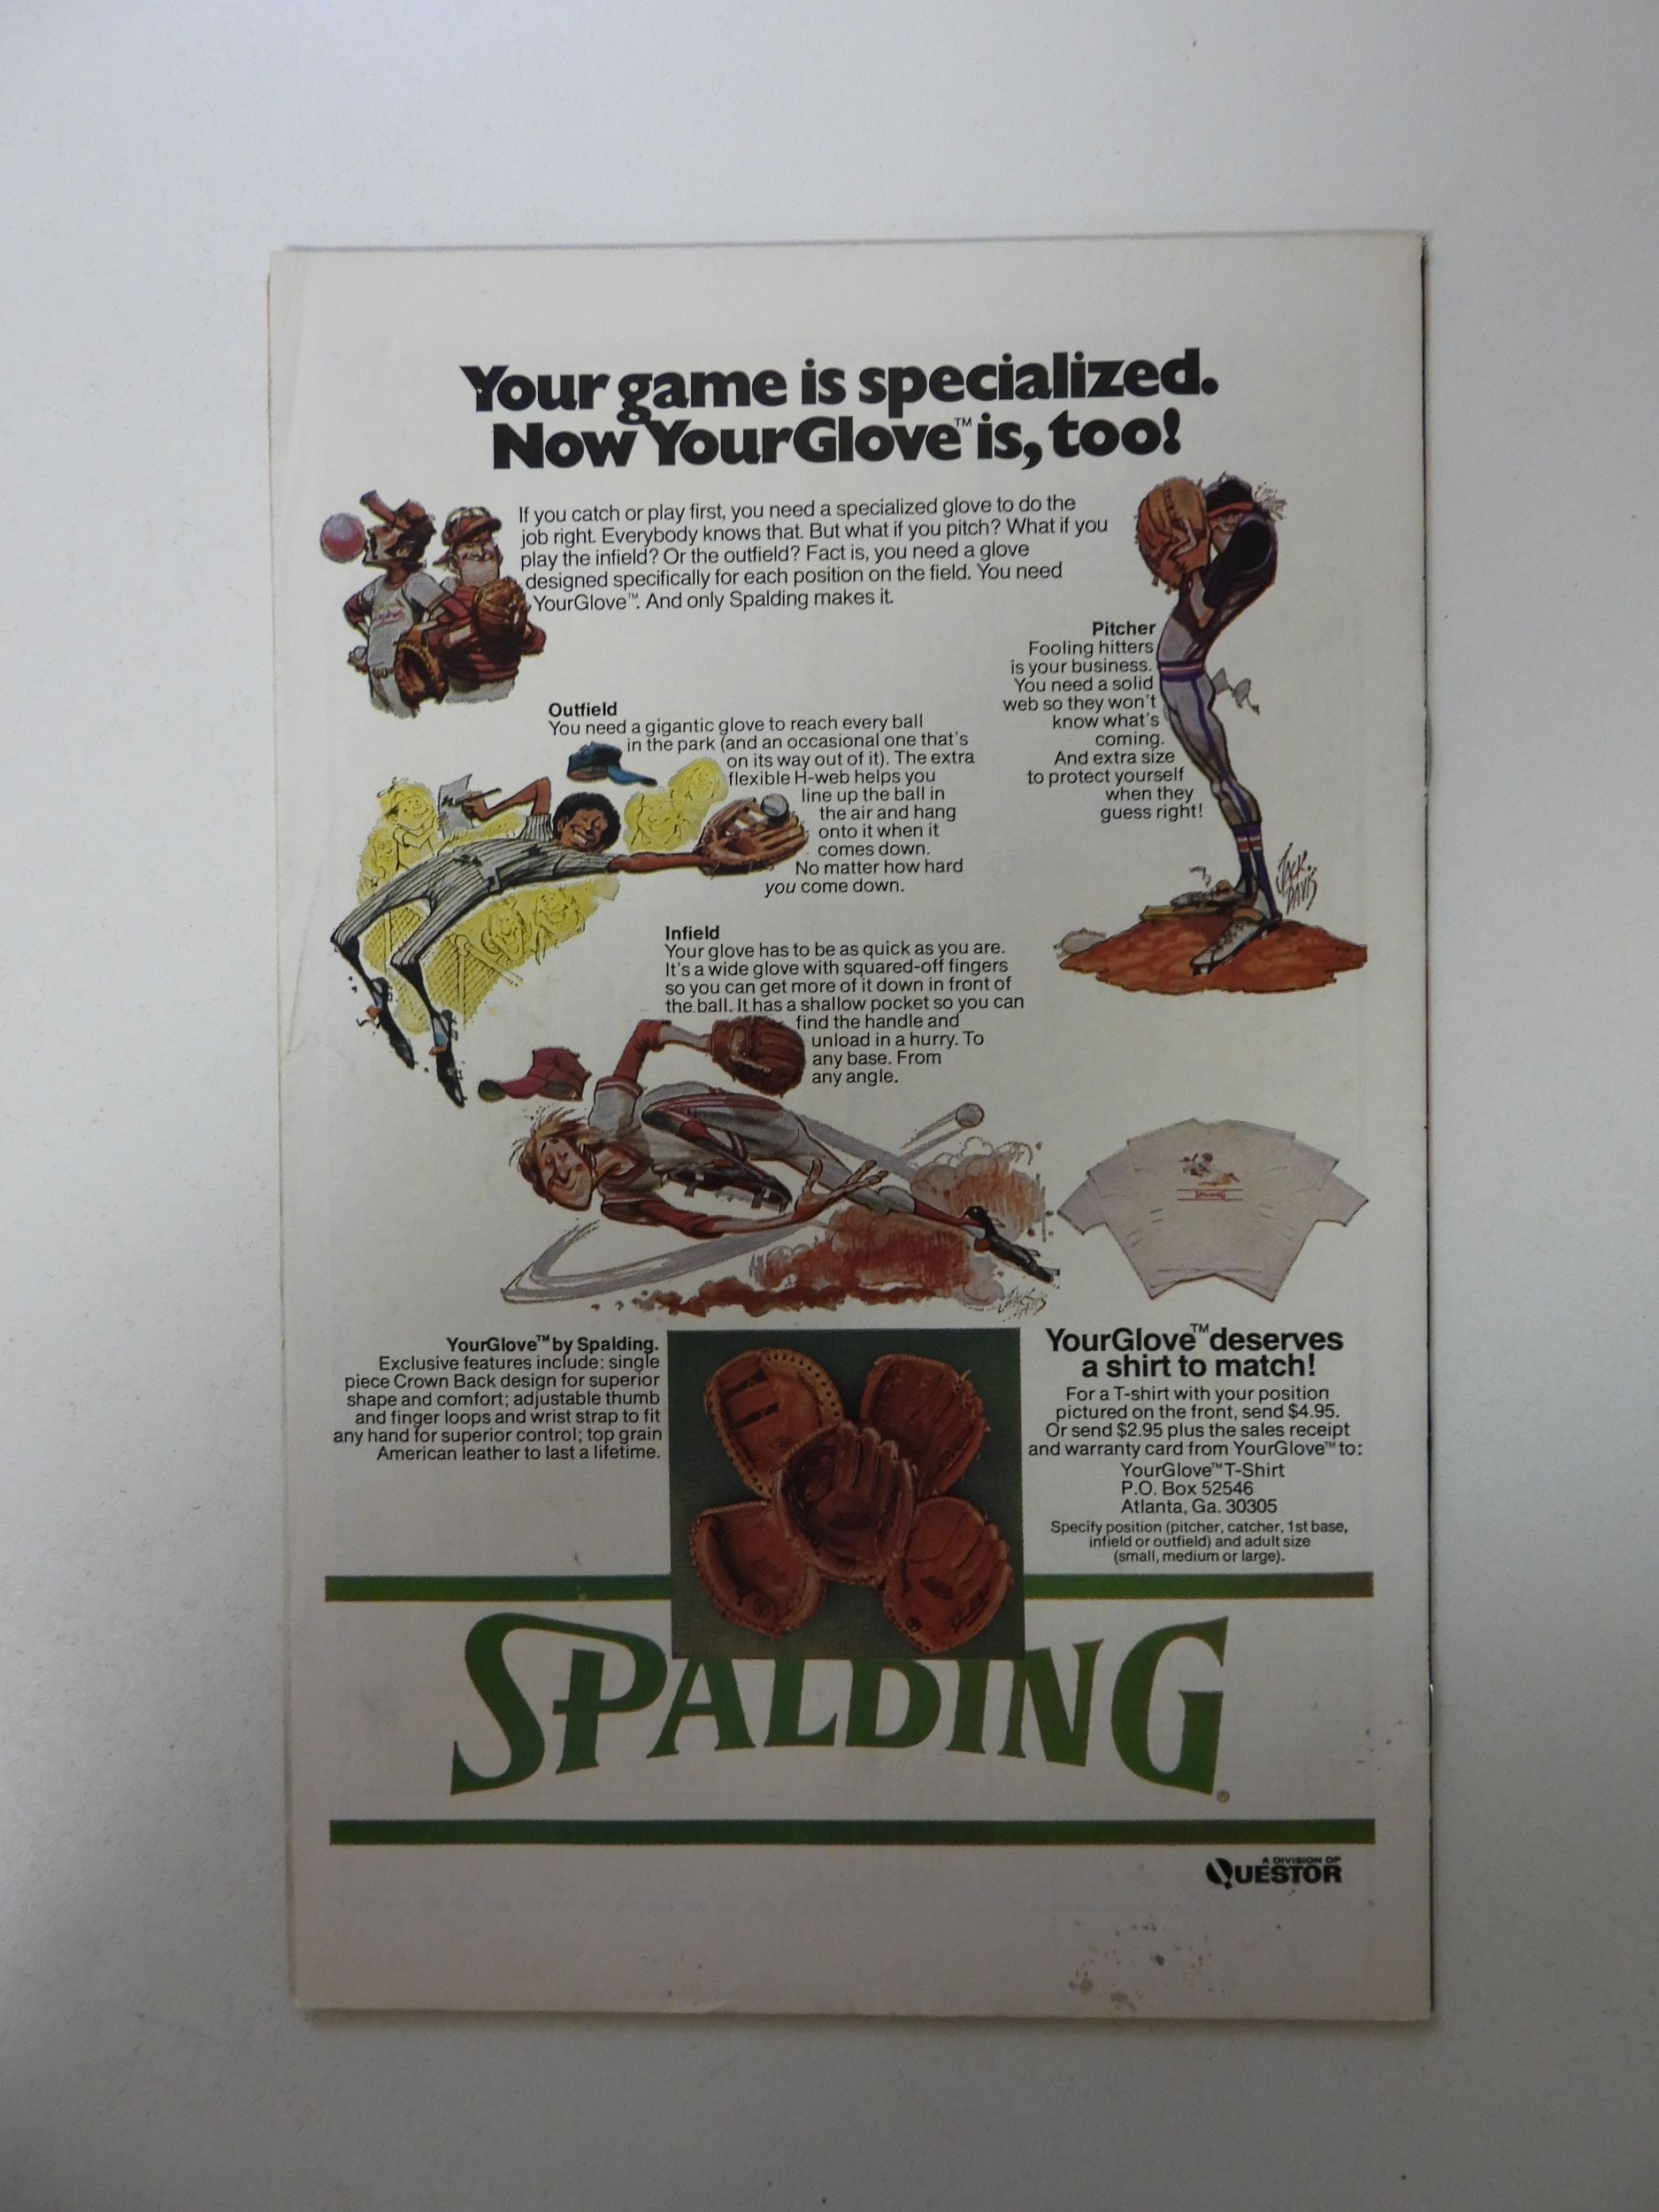 Your game is specialized.
Now YourGlove™ is, too!
If you catch or play first, you need a specialized glove to do the
job right. Everybody knows that. But what if you pitch? What if you
play the infield? Or the outfield? Fact is, you need a glove
designed specifically for each position on the field. You need
YourGlove™. And only Spalding makes it.
Pitcher
Fooling hitters
is your business.
You need a solid
web so they won't
know what's
coming.
And extra size
to protect yourself
when they
guess right!
JACK
DAVIS
Outfield
You need a gigantic glove to reach every ball
in the park (and an occasional one that's
on its way out of it). The extra
flexible H-web helps you
line up the ball in
the air and hang
onto it when it
comes down.
No matter how hard
you come down.
Infield
Your glove has to be as quick as you are.
It's a wide glove with squared-off fingers
so you can get more of it down in front of
the ball. It has a shallow pocket so you can
find the handle and
unload in a hurry. To
any base. From
any angle.
SPALDING
YourGlove™ by Spalding.
Exclusive features include: single
piece Crown Back design for superior
shape and comfort; adjustable thumb
and finger loops and wrist strap to fit
any hand for superior control; top grain
American leather to last a lifetime.
YourGlove™ deserves
a shirt to match!
For a T-shirt with your position
pictured on the front, send $4.95.
Or send $2.95 plus the sales receipt
and warranty card from YourGlove™ to:
YourGlove™ T-Shirt
P.O. Box 52546
Atlanta, Ga. 30305
Specify position (pitcher, catcher, 1st base,
infield or outfield) and adult size
(small, medium or large).
SPALDING®
A DIVISION OF
QUESTOR